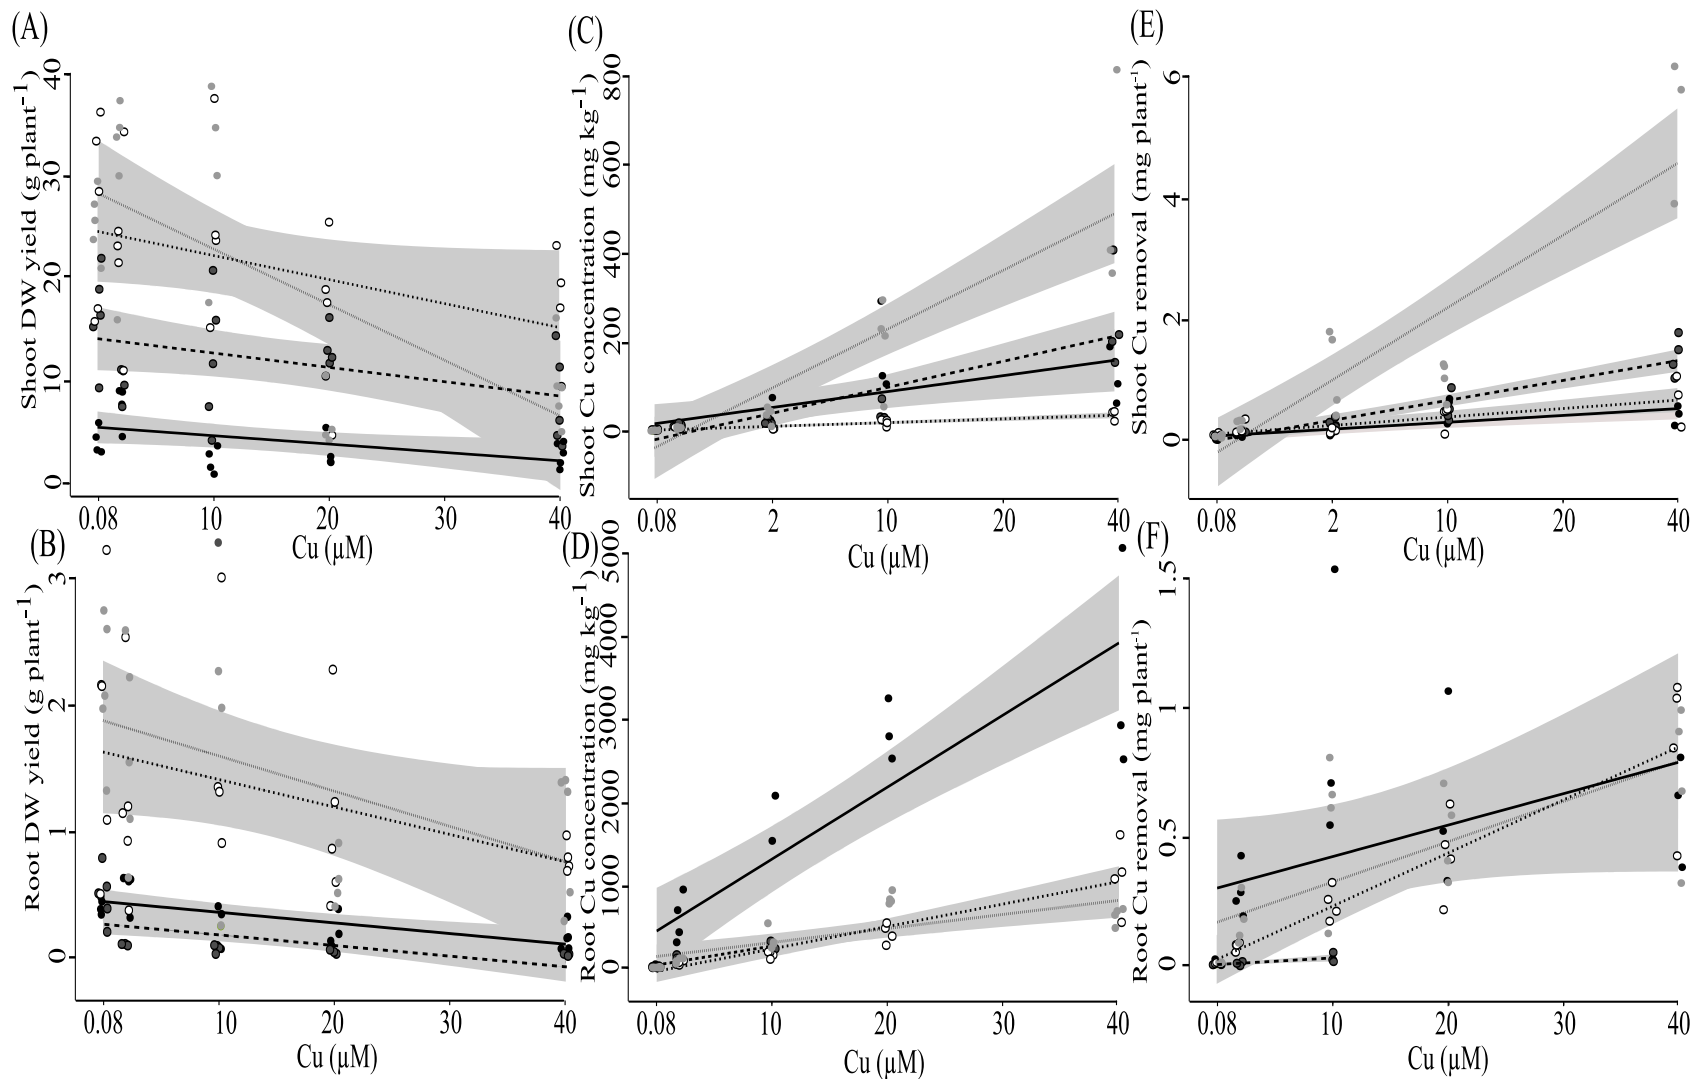 (A)
Shoot DW yield (g plant⁻¹)
40
30
20
10
0
0.08 10 20 30 40
Cu (µM)
(C)
Shoot Cu concentration (mg kg⁻¹)
800
600
400
200
0
0.08 2 10 20 40
Cu (µM)
(E)
Shoot Cu removal (mg plant⁻¹)
6
4
2
0
0.08 2 10 20 40
Cu (µM)
(B)
Root DW yield (g plant⁻¹)
3
2
1
0
0.08 10 20 30 40
Cu (µM)
(D)
Root Cu concentration (mg kg⁻¹)
5000
4000
3000
2000
1000
0
0.08 10 20 30 40
Cu (µM)
(F)
Root Cu removal (mg plant⁻¹)
1.5
1
0.5
0
0.08 10 20 30 40
Cu (µM)